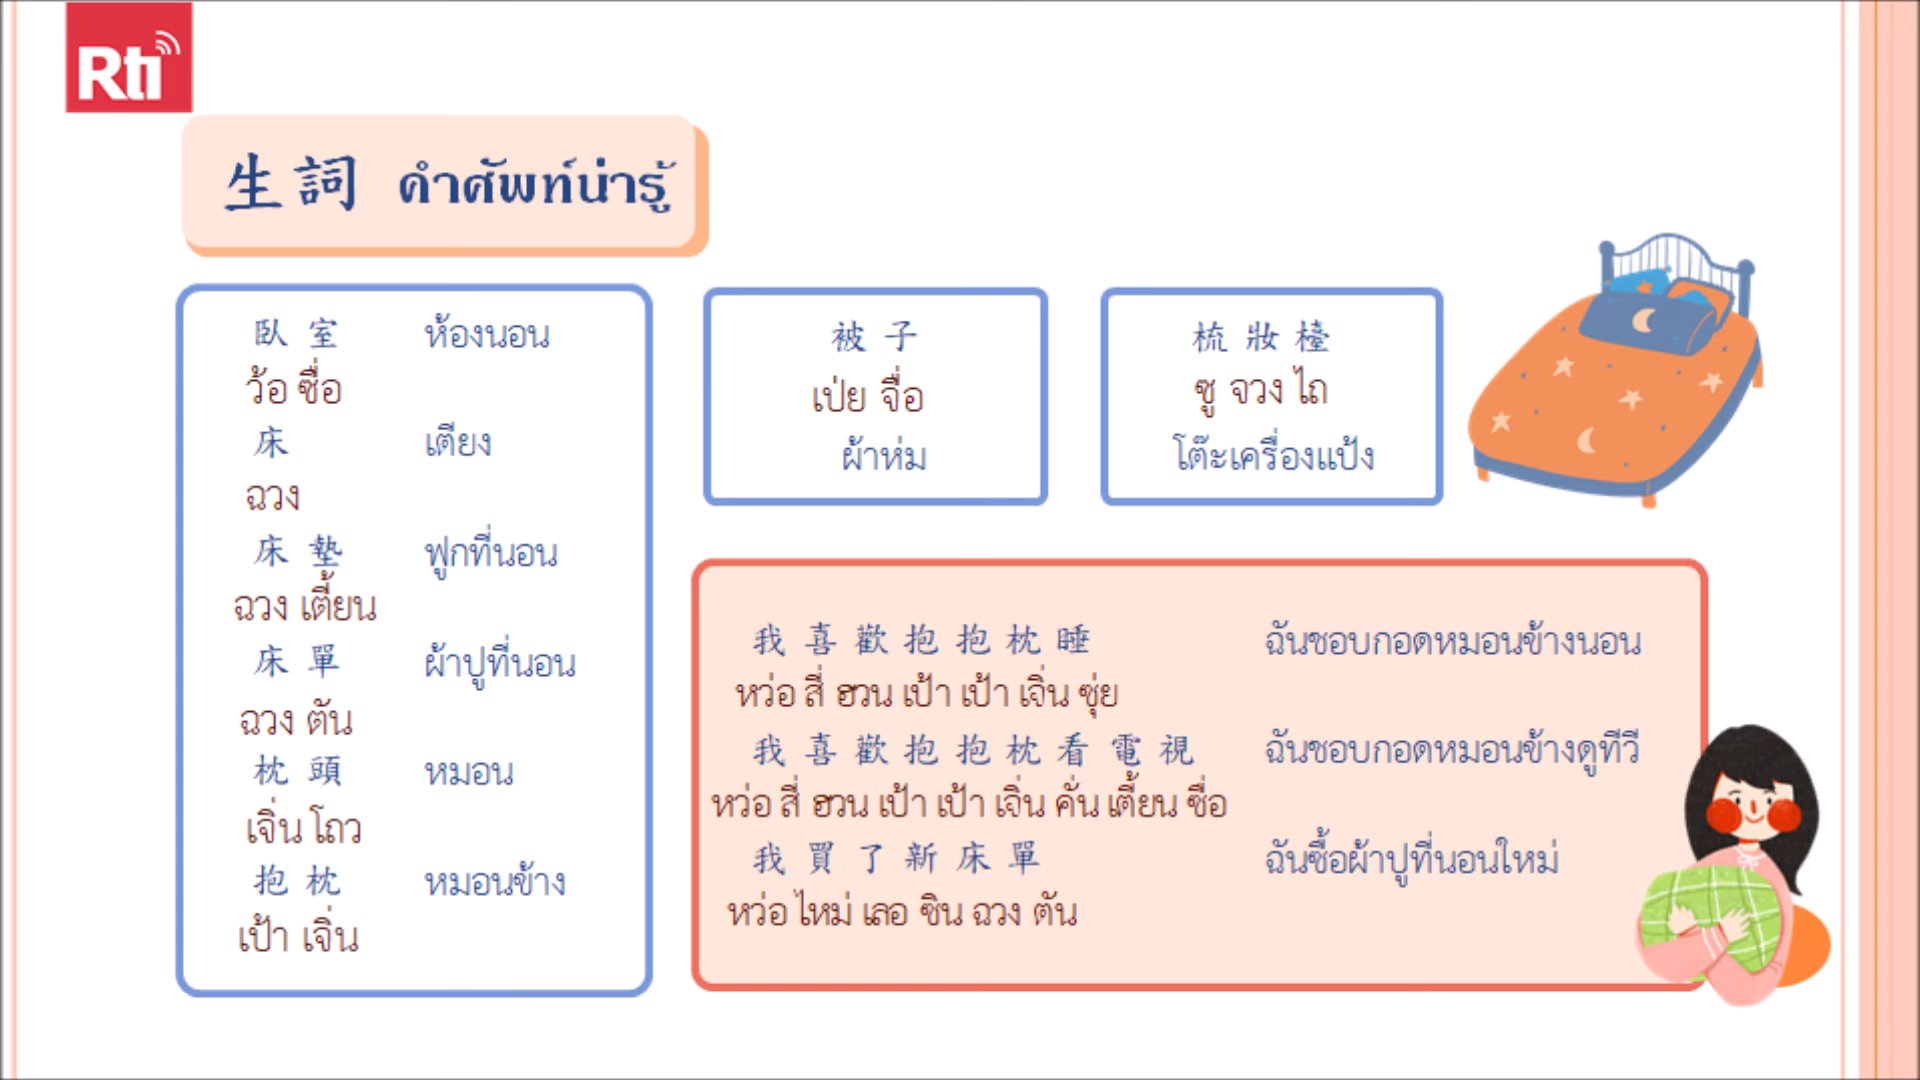 Rti
生詞 คำศัพท์น่ารู้
臥室 ห้องนอน
ว้อ ซื่อ
床 เตียง
ฉวง
床墊 ฟูกที่นอน
ฉวง เตี้ยน
床單 ผ้าปูที่นอน
ฉวง ตัน
枕頭 หมอน
เจิ่น โถว
抱枕 หมอนข้าง
เป้า เจิ่น
被子
เป่ย จื่อ
ผ้าห่ม
梳妝檯
ซู จวง ไถ
โต๊ะเครื่องแป้ง
我喜歡抱抱枕睡 ฉันชอบกอดหมอนข้างนอน
หว่อ สี่ ฮวน เป้า เป้า เจิ่น ซุ่ย
我喜歡抱抱枕看電視 ฉันชอบกอดหมอนข้างดูทีวี
หว่อ สี่ ฮวน เป้า เป้า เจิ่น คั่น เตี้ยน ซื่อ
我買了新床單 ฉันซื้อผ้าปูที่นอนใหม่
หว่อ ไหม่ เลอ ซิน ฉวง ตัน